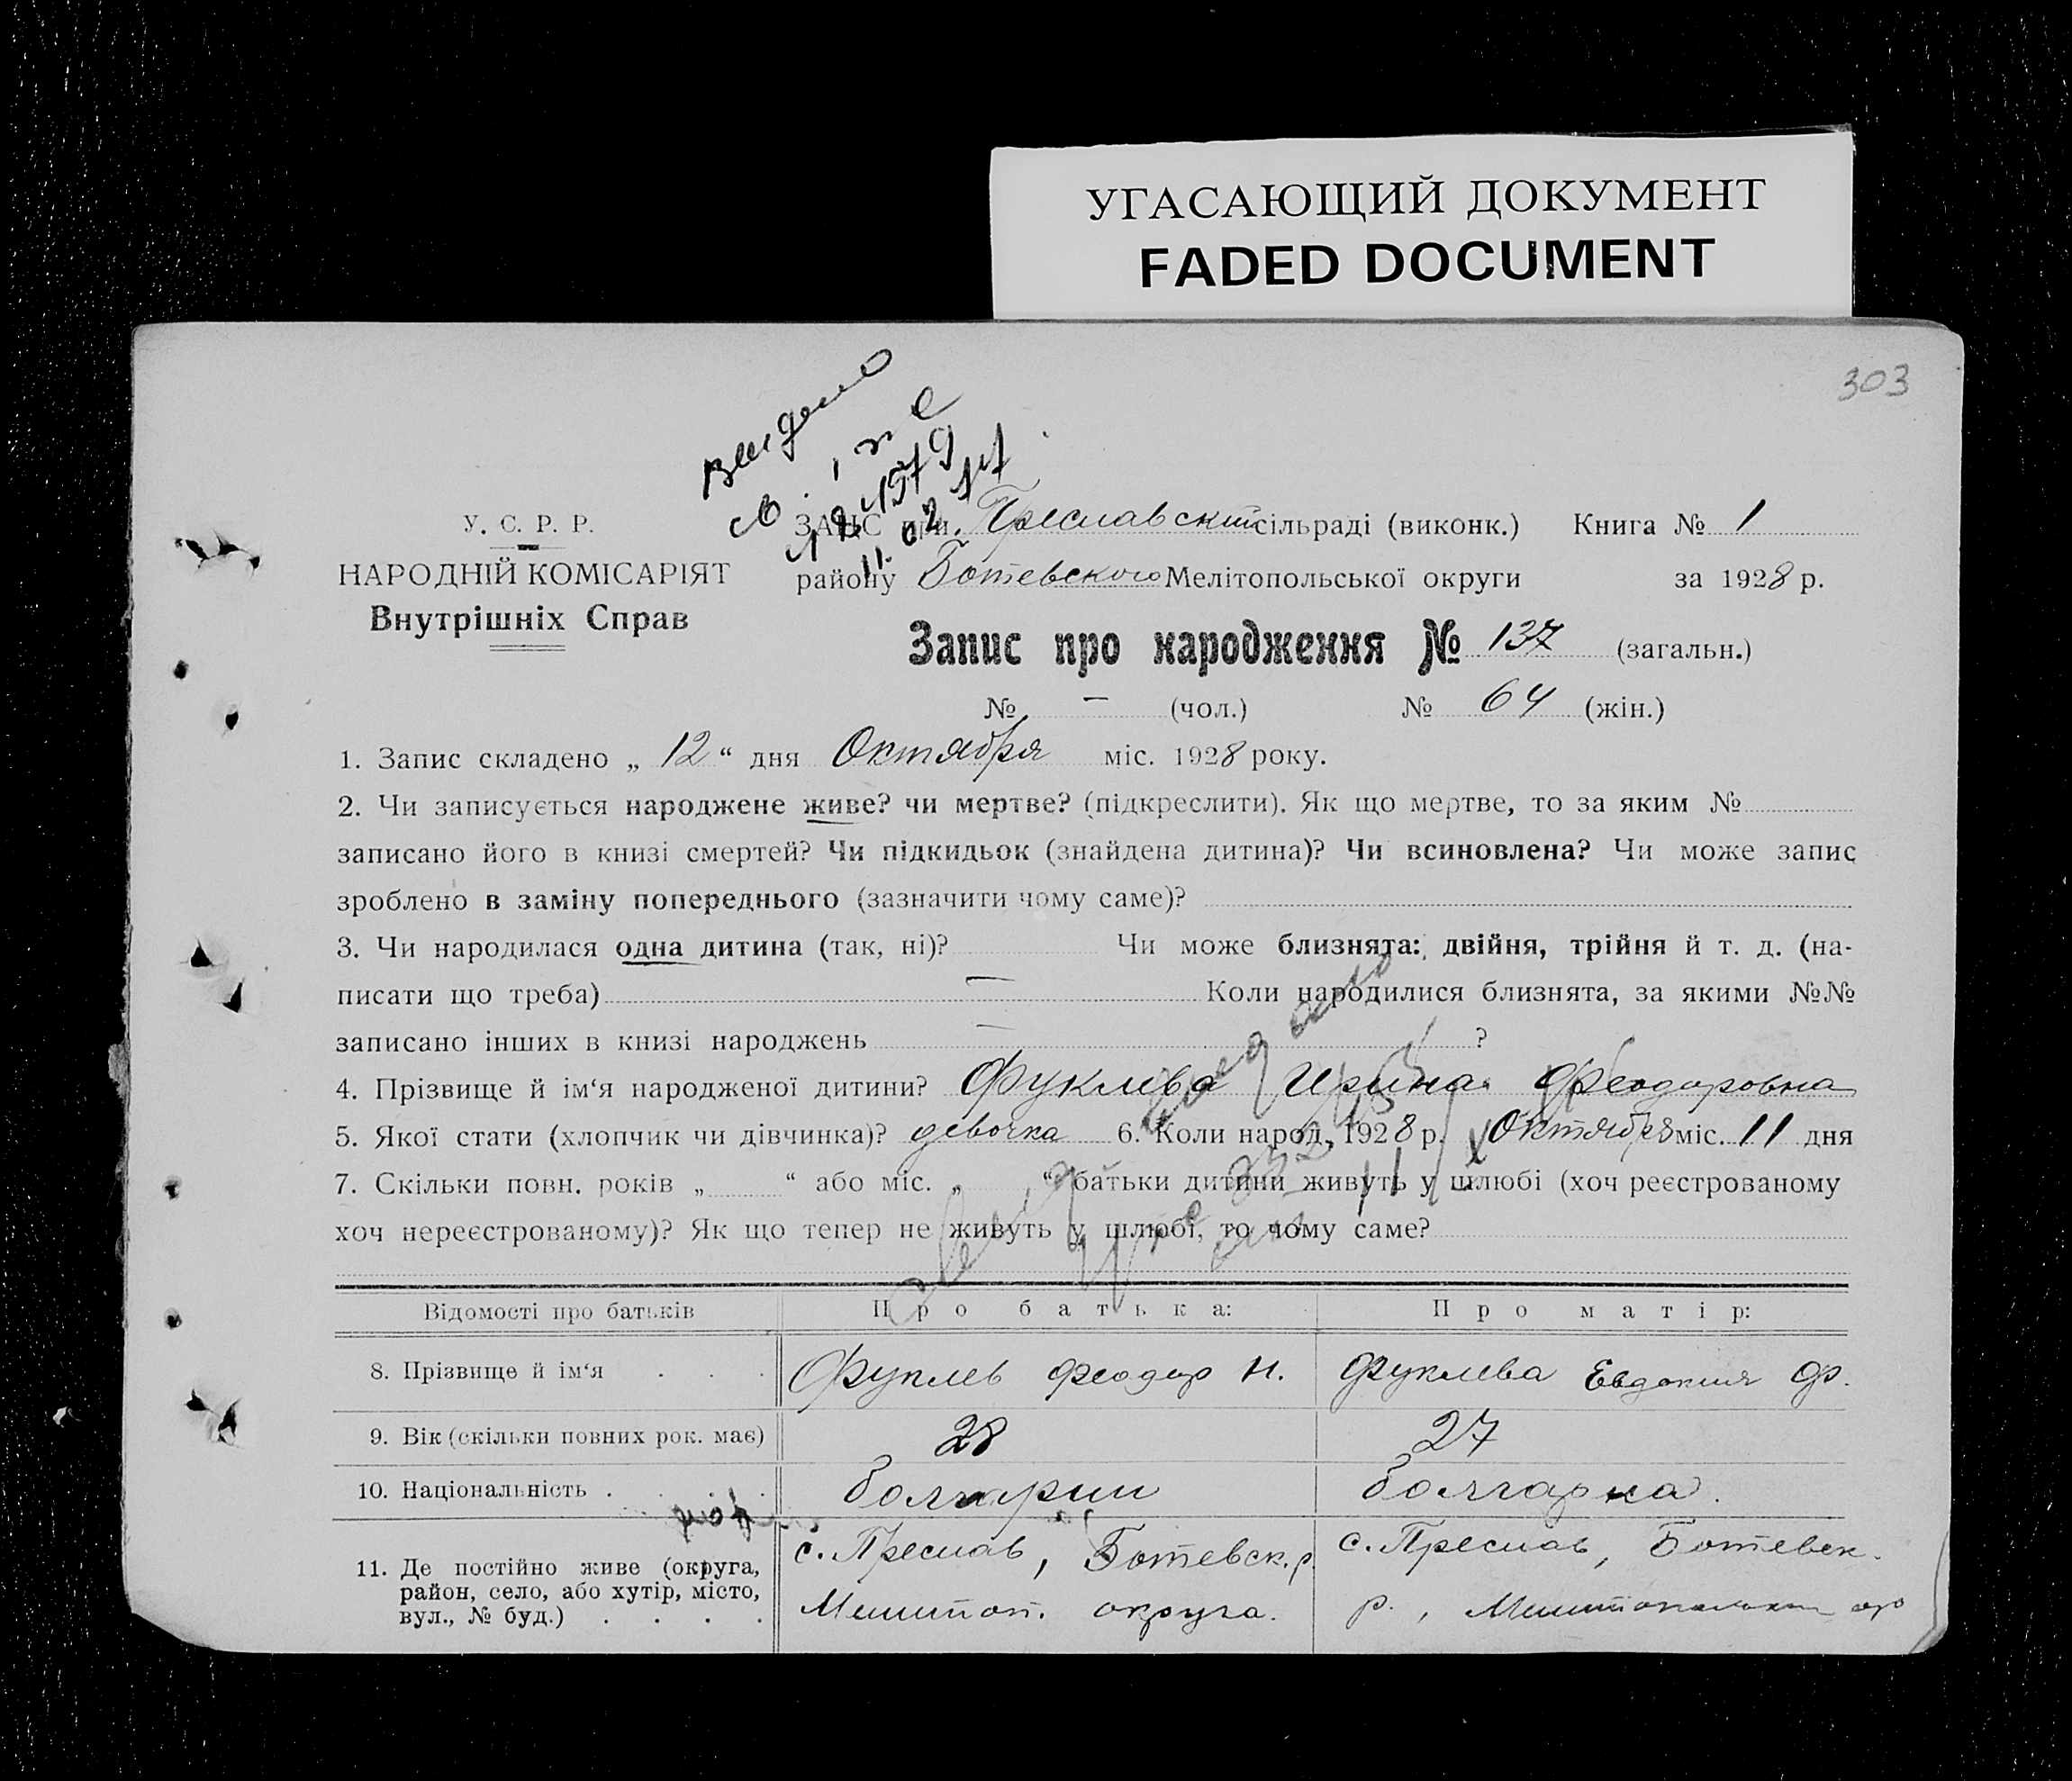 УГАСАЮЩИЙ ДОКУМЕНТ
FADED DOCUMENT
303
У. С. Р. Р.
НАРОДНІЙ КОМІСАРІЯТ
Внутрішніх Справ
ЗАГС при Преславскій сільраді (виконк.) Книга № 1
району Ботевского Мелітопольської округи за 1928 р.
Запис про народження № 137 (загальн.)
№ — (чол.) № 64 (жін.)
1. Запис складено „ 12 “ дня Октября міс. 1928 року.
2. Чи записується народжене живе? чи мертве? (підкреслити). Як що мертве, то за яким №
записано його в книзі смертей? Чи підкидьок (знайдена дитина)? Чи всиновлена? Чи може запис
зроблено в заміну попереднього (зазначити чому саме)?
3. Чи народилася одна дитина (так, ні)? Чи може близнята: двійня, трійня й т. д. (на-
писати що треба) — Коли народилися близнята, за якими №№
записано інших в книзі народжень — ?
4. Прізвище й ім‘я народженої дитини? Фуклева Ирина Феодоровна
5. Якої стати (хлопчик чи дівчинка)? девочка 6. Коли народ. 1928 р. Октября міс. 11 дня
7. Скільки повн. років „ “ або міс. „ “ батьки дитини живуть у шлюбі (хоч реєстрованому
хоч нереєстрованому)? Як що тепер не живуть у шлюбі, то чому саме?
Відомості про батьків Про батька: Про матір:
8. Прізвище й ім‘я . . . Фуклев Феодор Н. Фуклева Евдокия Ф.
9. Вік (скільки повних рок. має) 28 27
10. Національність . . . . болгарин болгарка.
11. Де постійно живе (округа, с. Преслав, Ботевск. р. с. Преслав, Ботевск.
район, село, або хутір, місто,
вул., № буд.) . . . . Мелитоп. округа. р., Мелитопольск окр